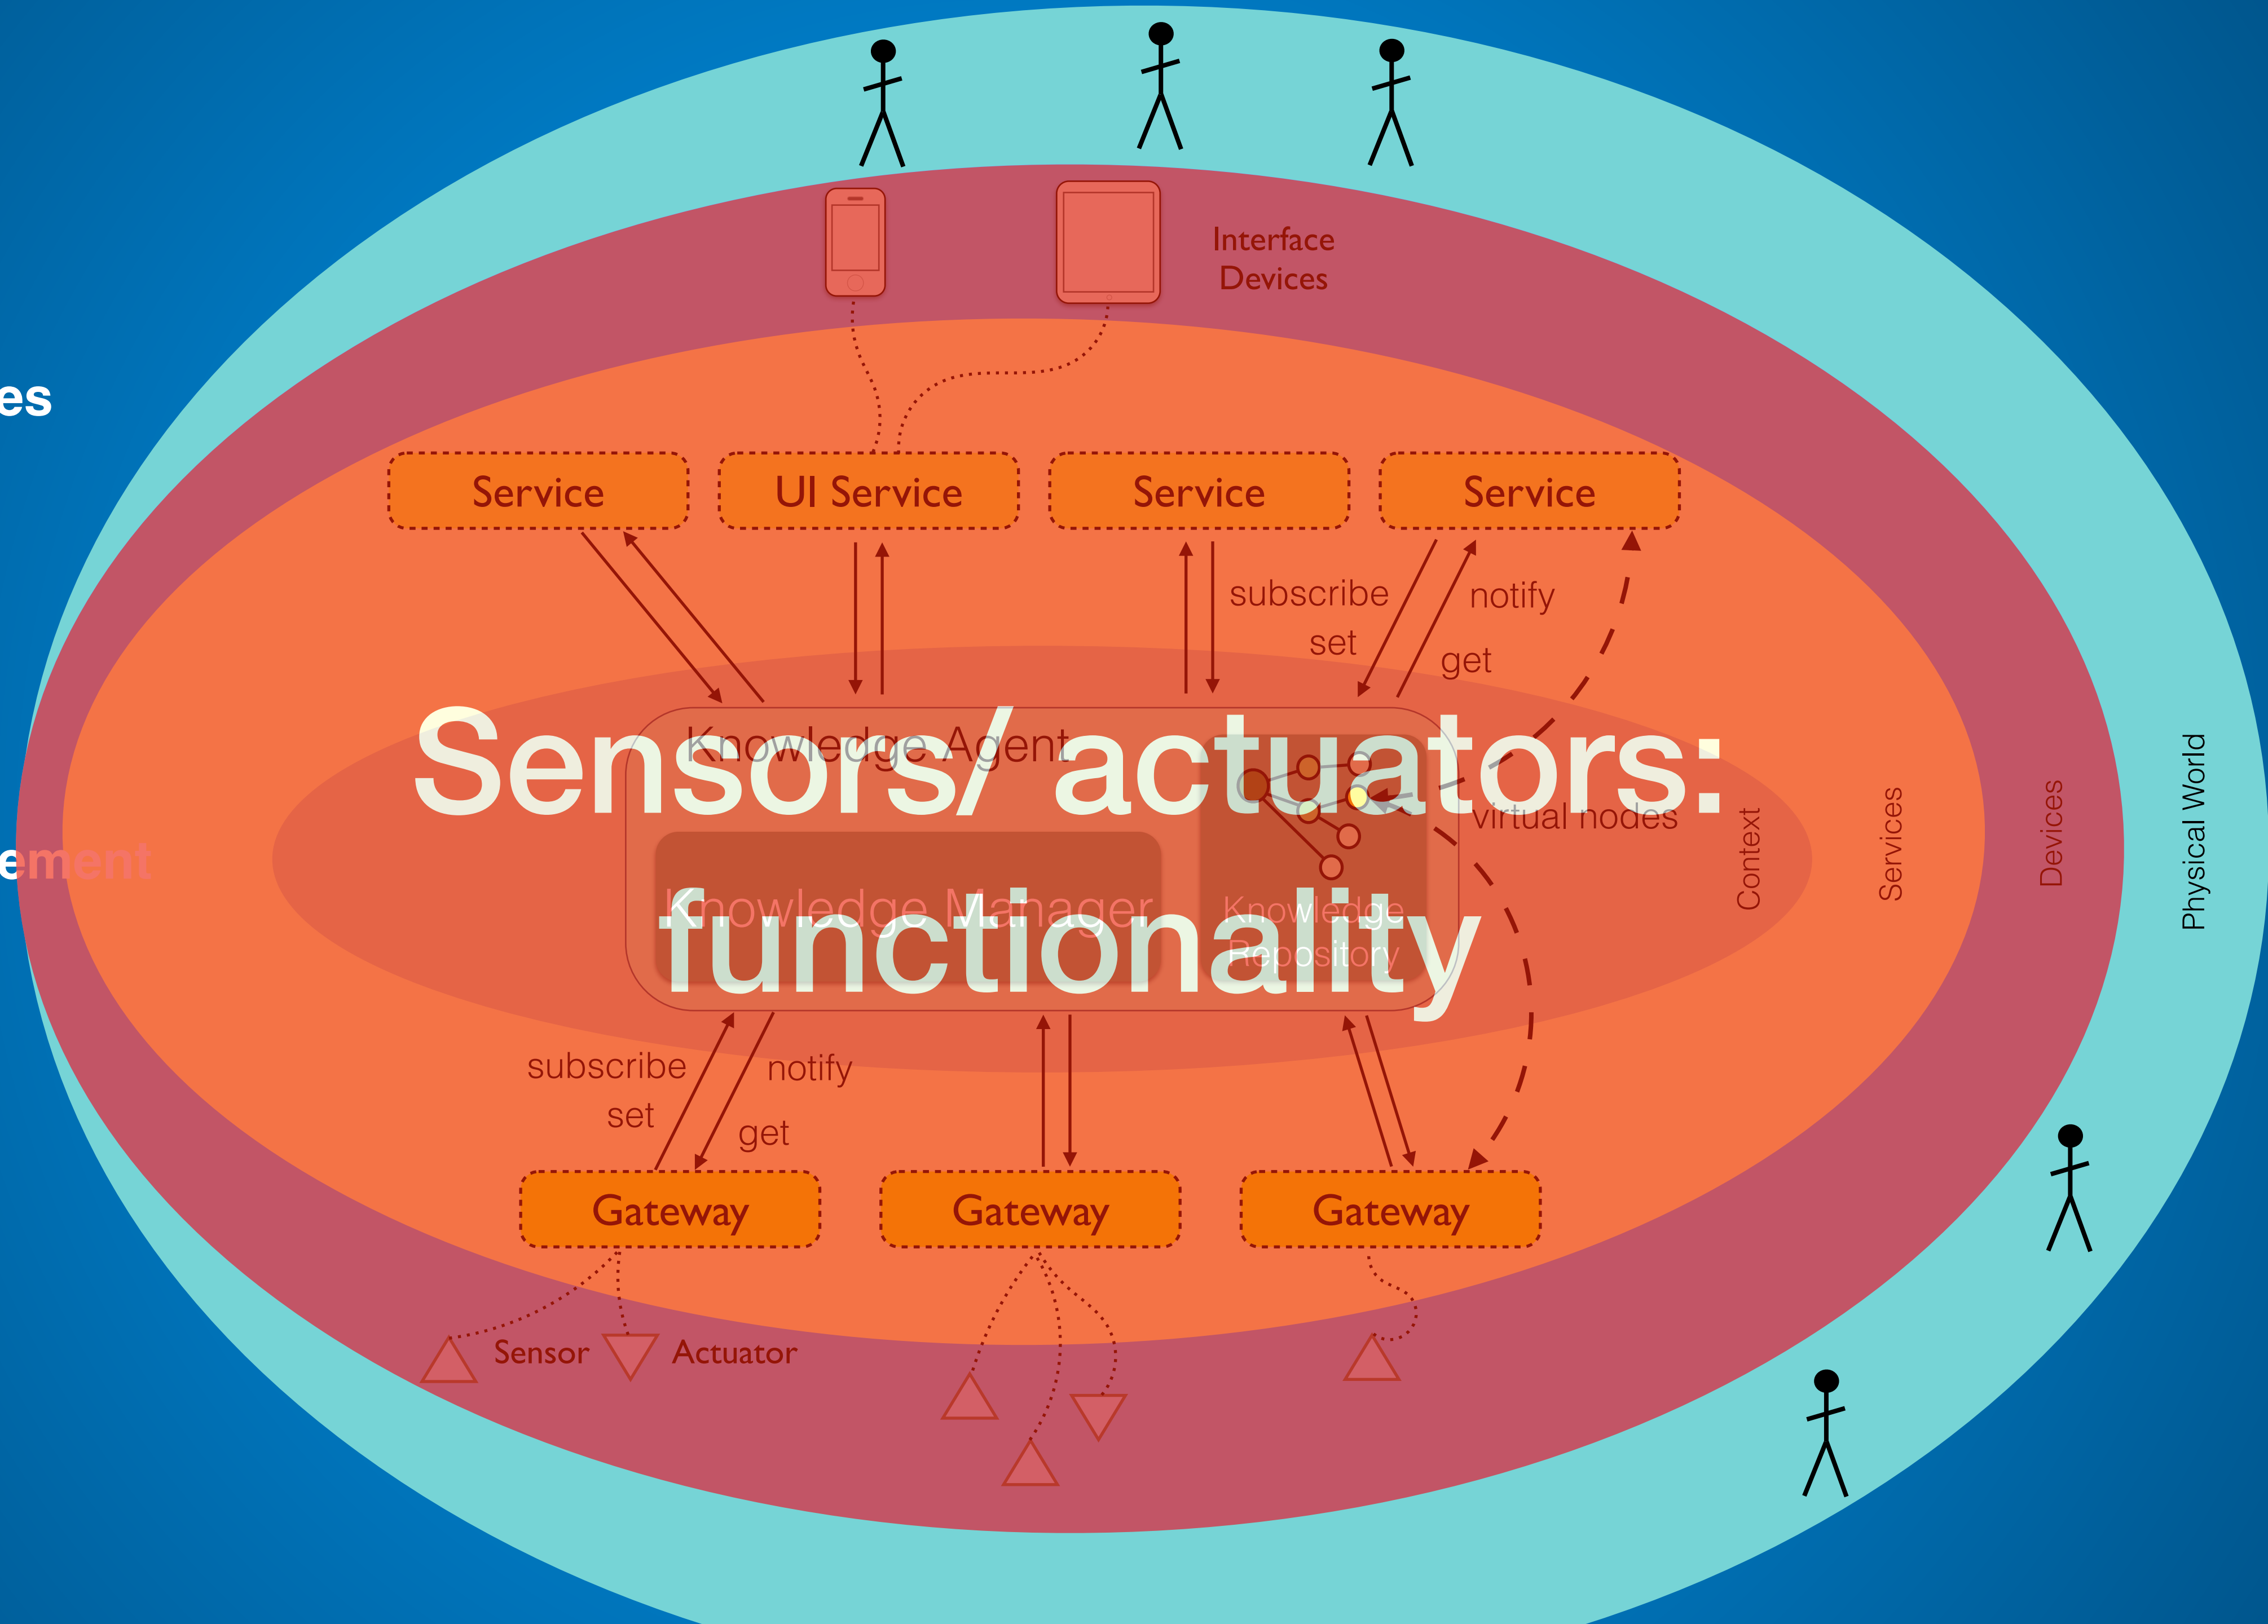 Interface
Devices
es
Service
UI Service
Service
Service
subscribe
notify
set
get
Sensors/ actuators:
functionality
Knowledge Agent
virtual nodes
ement
Knowledge Manager
Knowledge
Repository
Context
Services
Devices
Physical World
subscribe
notify
set
get
Gateway
Gateway
Gateway
Sensor
Actuator